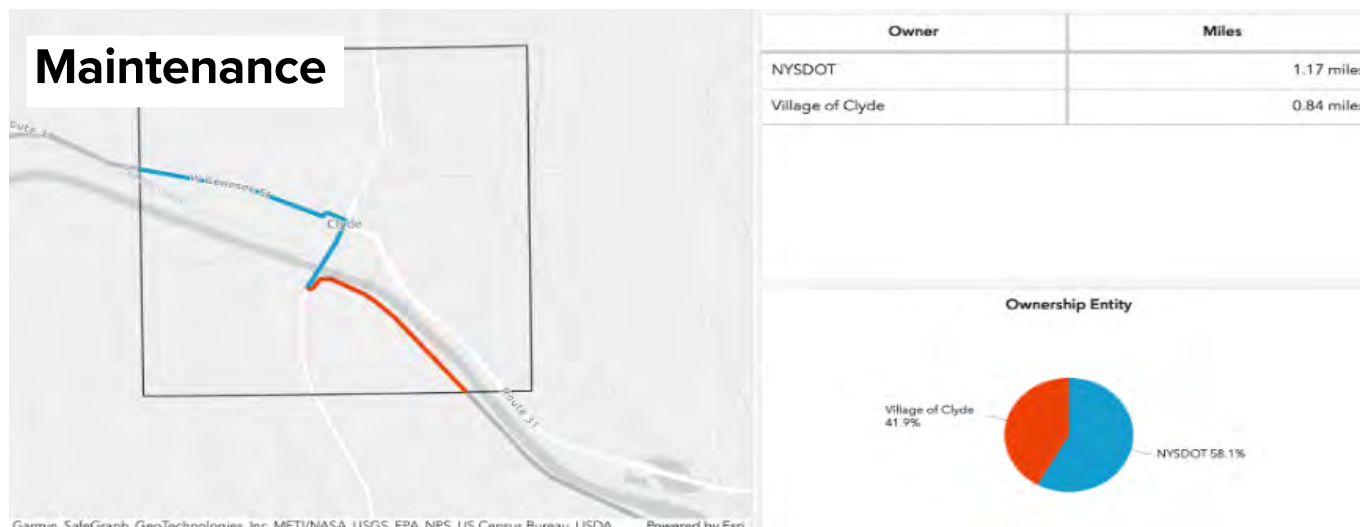 Maintenance
Owner
Miles
NYSDOT
1.17 miles
Village of Clyde
0.84 miles
W Genesee St
Clyde
Route 31
Ownership Entity
Village of Clyde
41.9%
NYSDOT 58.1%
Garmin, SafeGraph, GeoTechnologies, Inc, METI/NASA, USGS, EPA, NPS, US Census Bureau, USDA
Powered by Esri